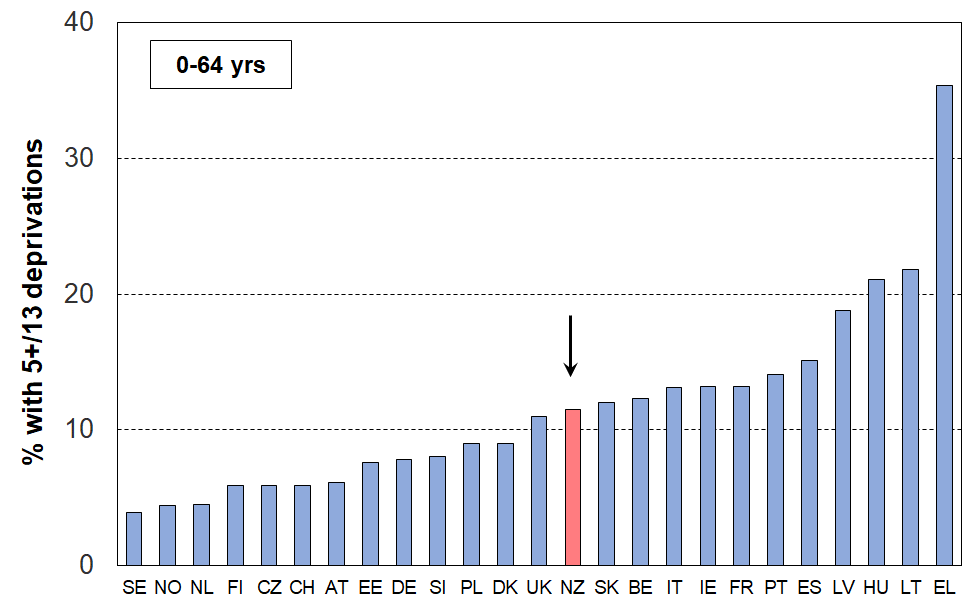 40
0-64 yrs
30
20
10
0
% with 5+/13 deprivations
SE NO NL FI CZ CH AT EE DE SI PL DK UK NZ SK BE IT IE FR PT ES LV HU LT EL